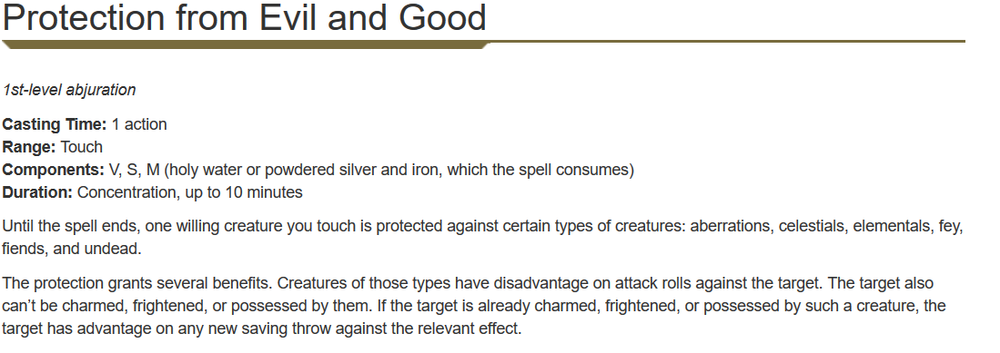 Protection from Evil and Good
1st-level abjuration
Casting Time: 1 action
Range: Touch
Components: V, S, M (holy water or powdered silver and iron, which the spell consumes)
Duration: Concentration, up to 10 minutes
Until the spell ends, one willing creature you touch is protected against certain types of creatures: aberrations, celestials, elementals, fey,
fiends, and undead.
The protection grants several benefits. Creatures of those types have disadvantage on attack rolls against the target. The target also
can’t be charmed, frightened, or possessed by them. If the target is already charmed, frightened, or possessed by such a creature, the
target has advantage on any new saving throw against the relevant effect.